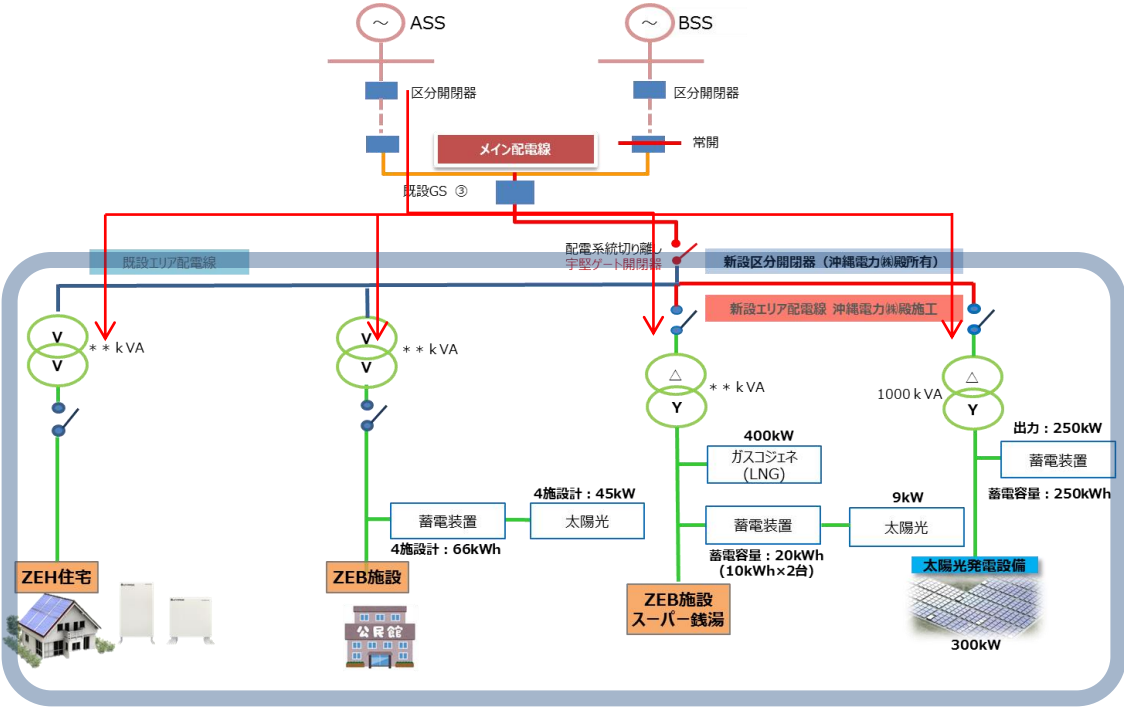 ～ ASS
～ BSS
区分開閉器
区分開閉器
メイン配電線
常開
既設GS ③
配電系統切り離し
宇堅ゲート開閉器
既設エリア配電線
新設区分開閉器（沖縄電力㈱殿所有）
新設エリア配電線 沖縄電力㈱殿施工
V
V
＊＊ｋVA
V
V
＊＊ｋVA
△
Y
＊＊ｋVA
△
Y
1000ｋVA
400kW
ガスコジェネ
(LNG)
出力：250kW
蓄電装置
蓄電容量：250kWh
4施設計：45kW
蓄電装置
太陽光
4施設計：66kWh
9kW
蓄電装置
太陽光
蓄電容量：20kWh
(10kWh×2台)
ZEH住宅
ZEB施設
公民館
ZEB施設
スーパー銭湯
太陽光発電設備
300kW